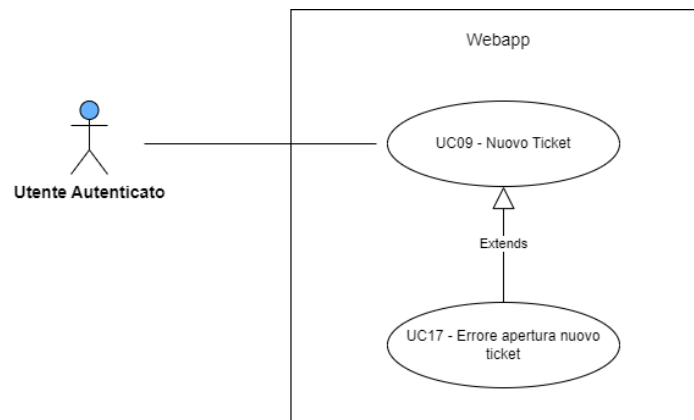 Webapp
UC09 - Nuovo Ticket
Utente Autenticato
Extends
UC17 - Errore apertura nuovo
ticket